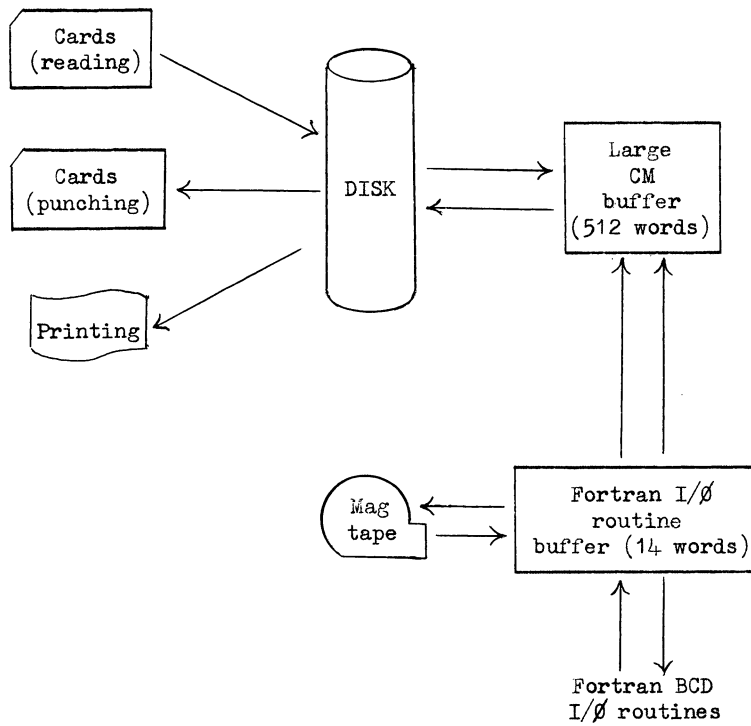 Cards
(reading)
Cards
(punching)
Printing
DISK
Large
CM
buffer
(512 words)
Mag
tape
Fortran I/Ø
routine
buffer (14 words)
Fortran BCD
I/Ø routines